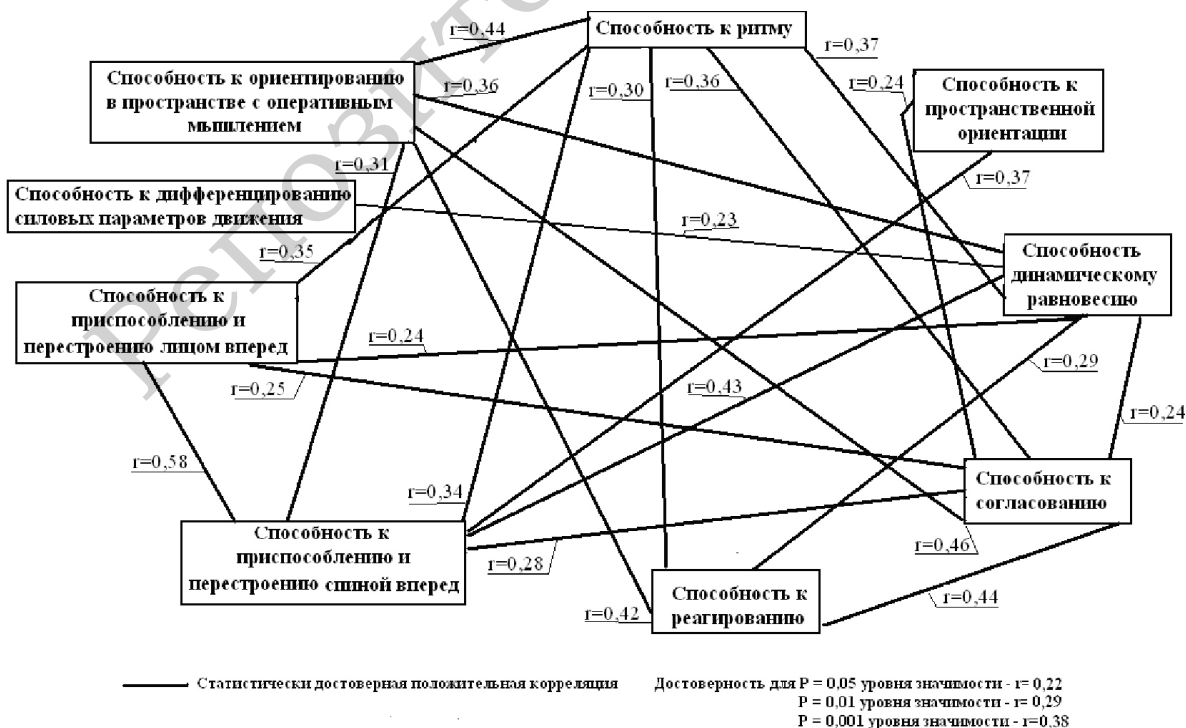 Способность к ритму
r=0,44
r=0,37
Способность к ориентированию
в пространстве с оперативным
мышлением
r=0,36
r=0,30
r=0,36
r=0,24
Способность к
пространственной
ориентации
r=0,31
r=0,37
Способность к дифференцированию
силовых параметров движения
r=0,23
r=0,35
Способность
динамическому
равновесию
Способность к
приспособлению и
перестроению лицом вперед
r=0,24
r=0,29
r=0,25
r=0,43
r=0,24
r=0,58
r=0,34
Способность к
согласованию
Способность к
приспособлению и
перестроению спиной вперед
r=0,28
r=0,46
Способность к
реагированию
r=0,42
r=0,44
Статистически достоверная положительная корреляция
Достоверность для P = 0,05 уровня значимости - r= 0,22
P = 0,01 уровня значимости - r= 0,29
P = 0,001 уровня значимости - r=0,38